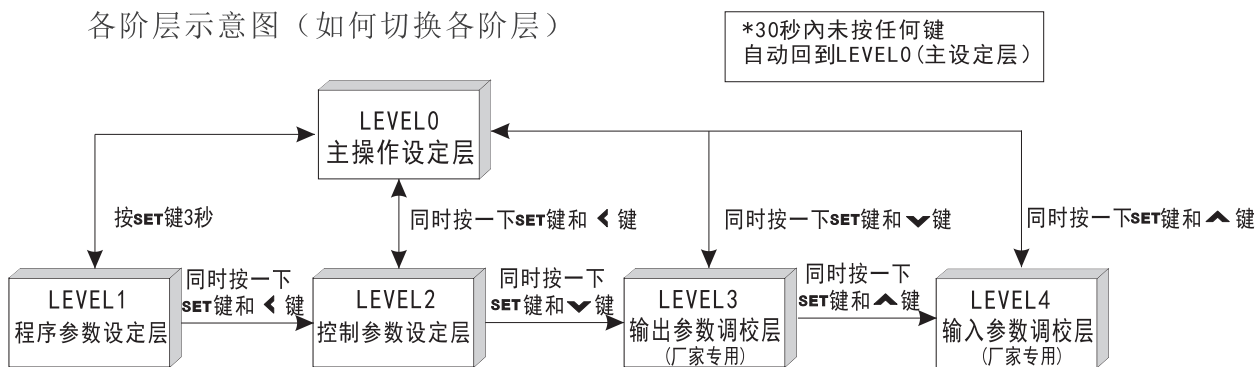 各阶层示意图（如何切换各阶层）
*30秒内未按任何键
自动回到LEVEL0(主设定层)
LEVEL0
主操作设定层
按SET键3秒
同时按一下SET键和 < 键
同时按一下SET键和 ∨ 键
同时按一下SET键和 ∧ 键
LEVEL1
程序参数设定层
同时按一下
SET键和 < 键
LEVEL2
控制参数设定层
同时按一下
SET键和 ∨ 键
LEVEL3
输出参数调校层
(厂家专用)
同时按一下
SET键和 ∧ 键
LEVEL4
输入参数调校层
(厂家专用)